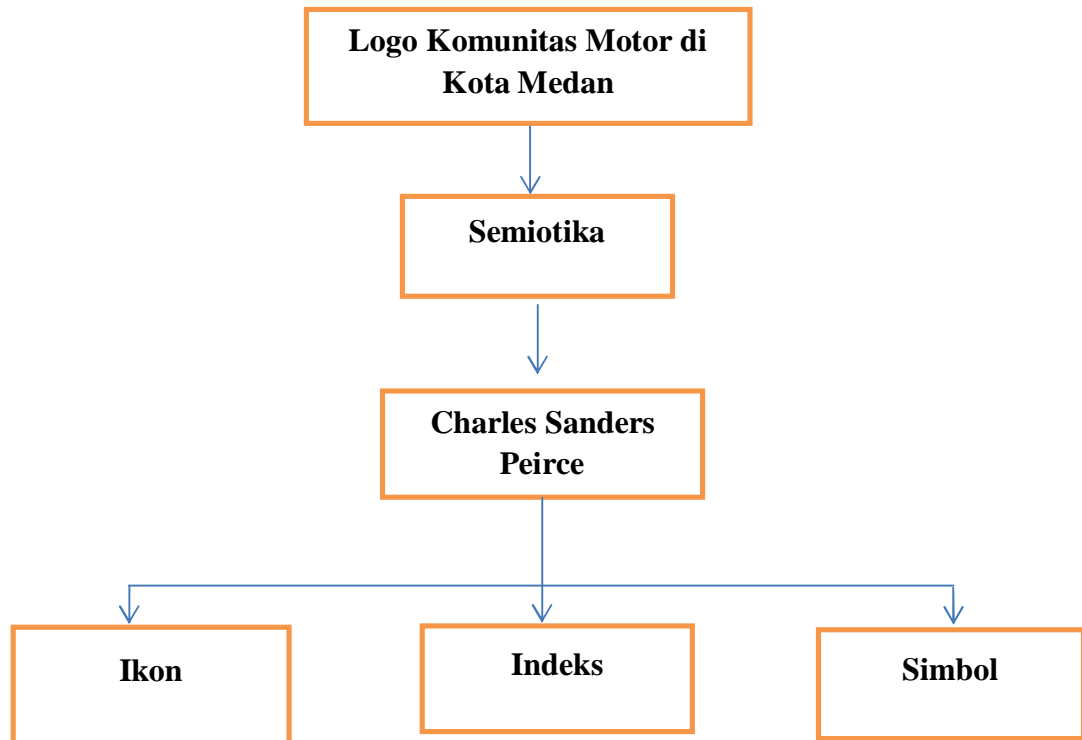 Logo Komunitas Motor di
Kota Medan
Semiotika
Charles Sanders
Peirce
Ikon
Indeks
Simbol